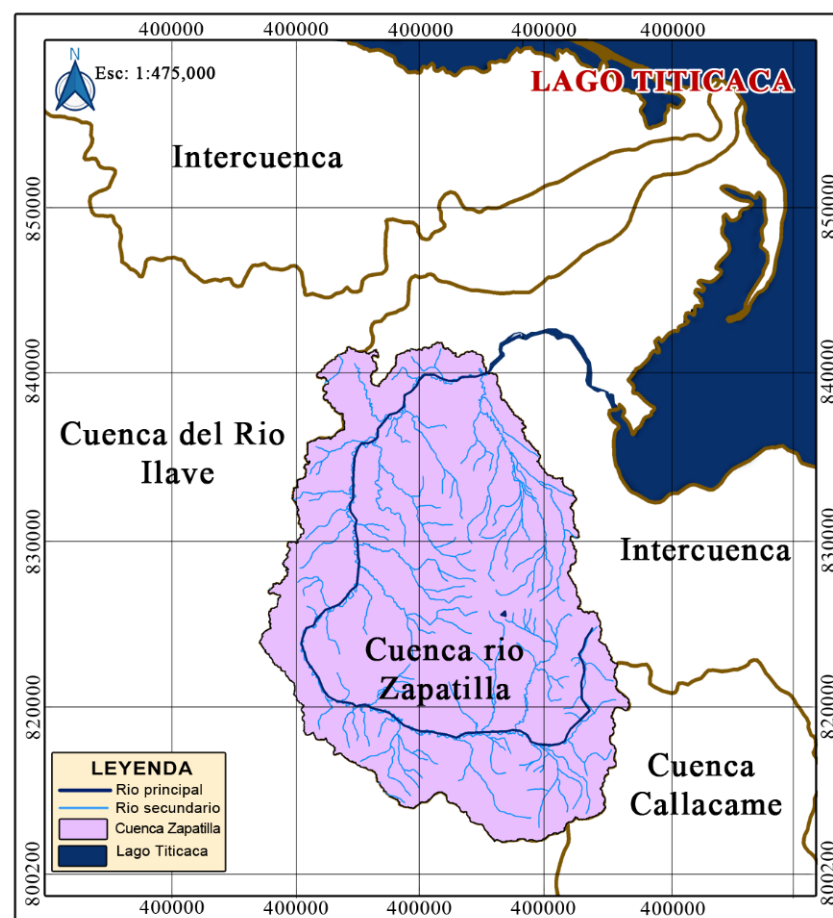 400000 400000 400000 400000 400000
N
Esc: 1:475,000
LAGO TITICACA
Intercuenca
850000 850000
840000 840000
Cuenca del Rio
Ilave
830000 830000
Intercuenca
Cuenca rio
Zapatilla
820000 820000
Cuenca
Callacame
LEYENDA
Rio principal
Rio secundario
Cuenca Zapatilla
Lago Titicaca
800200 800200
400000 400000 400000 400000 400000